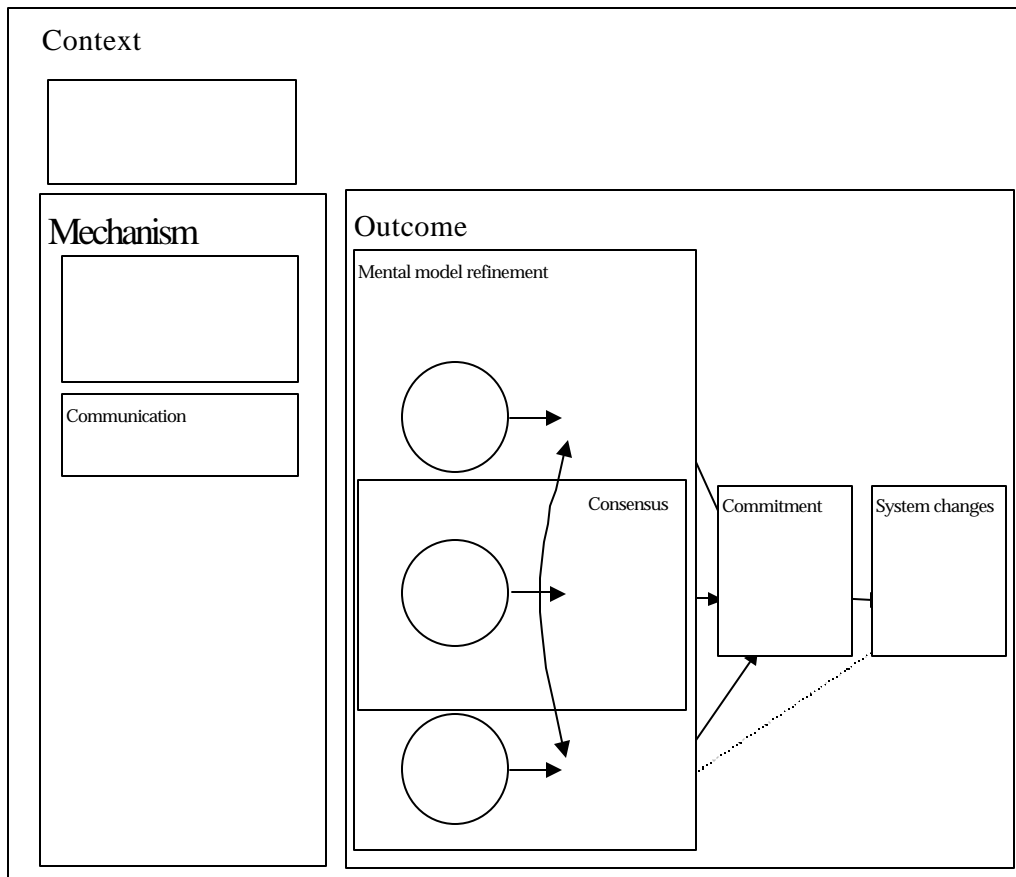 Context
Mechanism
Outcome
Mental model refinement
Communication
Consensus
Commitment
System changes